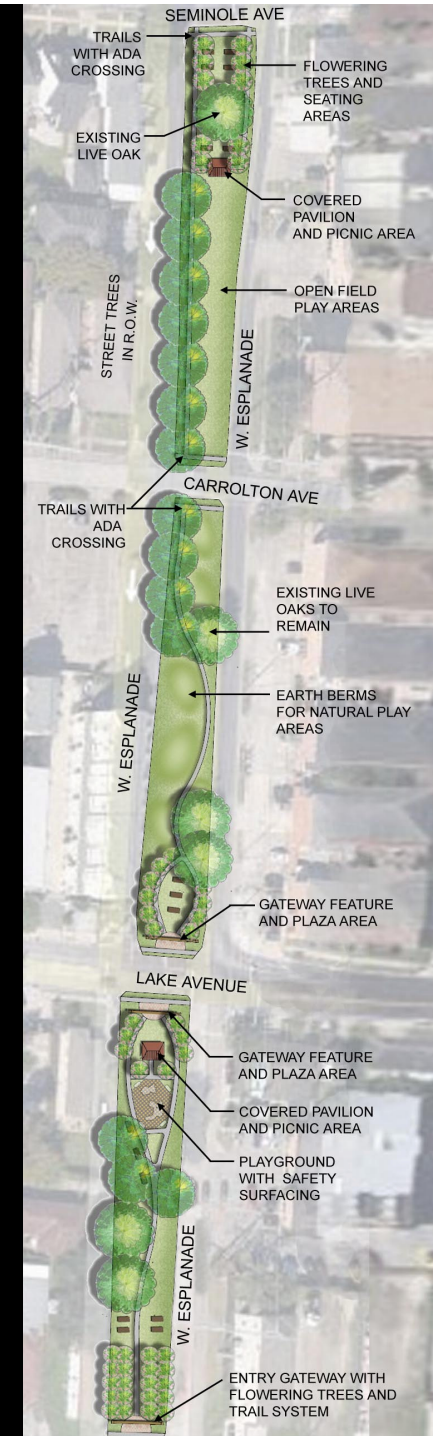 SEMINOLE AVE
TRAILS
WITH ADA
CROSSING
FLOWERING
TREES AND
SEATING
AREAS
EXISTING
LIVE OAK
COVERED
PAVILION
AND PICNIC AREA
OPEN FIELD
PLAY AREAS
STREET TREES
IN R.O.W.
W. ESPLANADE
CARROLTON AVE
TRAILS WITH
ADA
CROSSING
EXISTING LIVE
OAKS TO
REMAIN
EARTH BERMS
FOR NATURAL PLAY
AREAS
W. ESPLANADE
GATEWAY FEATURE
AND PLAZA AREA
LAKE AVENUE
GATEWAY FEATURE
AND PLAZA AREA
COVERED PAVILION
AND PICNIC AREA
PLAYGROUND
WITH SAFETY
SURFACING
W. ESPLANADE
ENTRY GATEWAY WITH
FLOWERING TREES AND
TRAIL SYSTEM